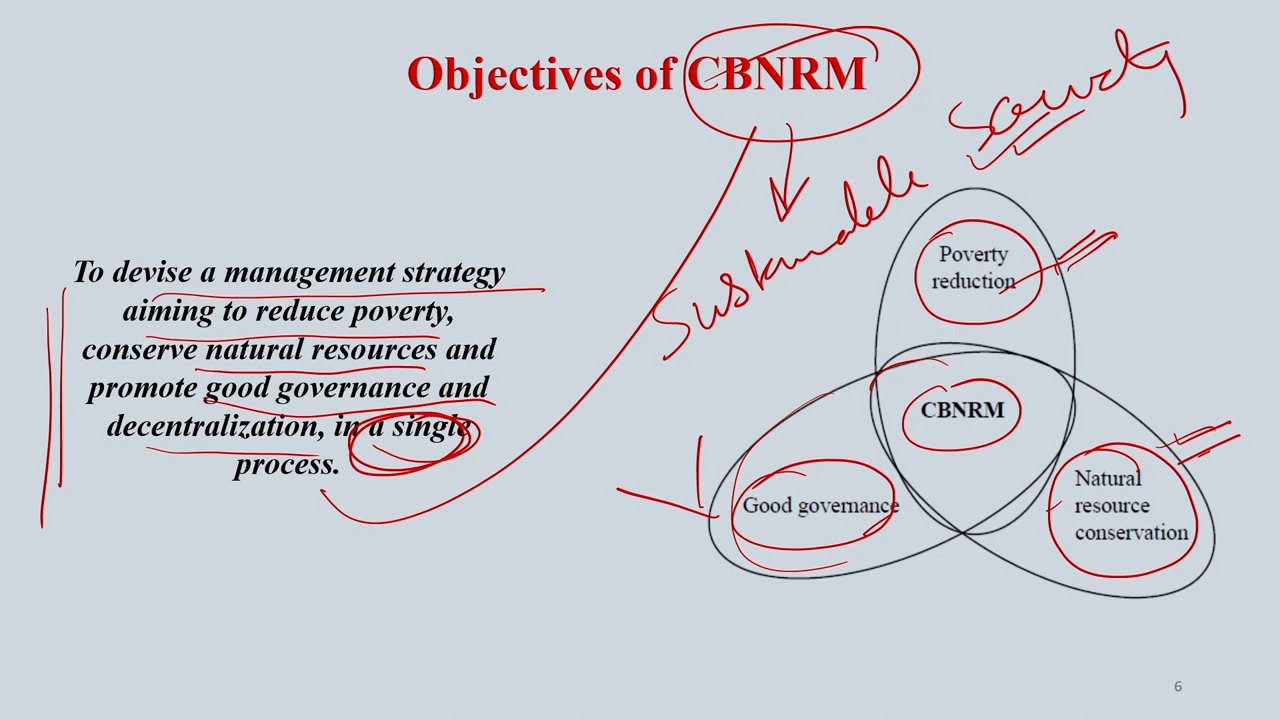 Objectives of CBNRM
Sustainable society
To devise a management strategy
aiming to reduce poverty,
conserve natural resources and
promote good governance and
decentralization, in a single
process.
Poverty
reduction
CBNRM
Good governance
Natural
resource
conservation
6